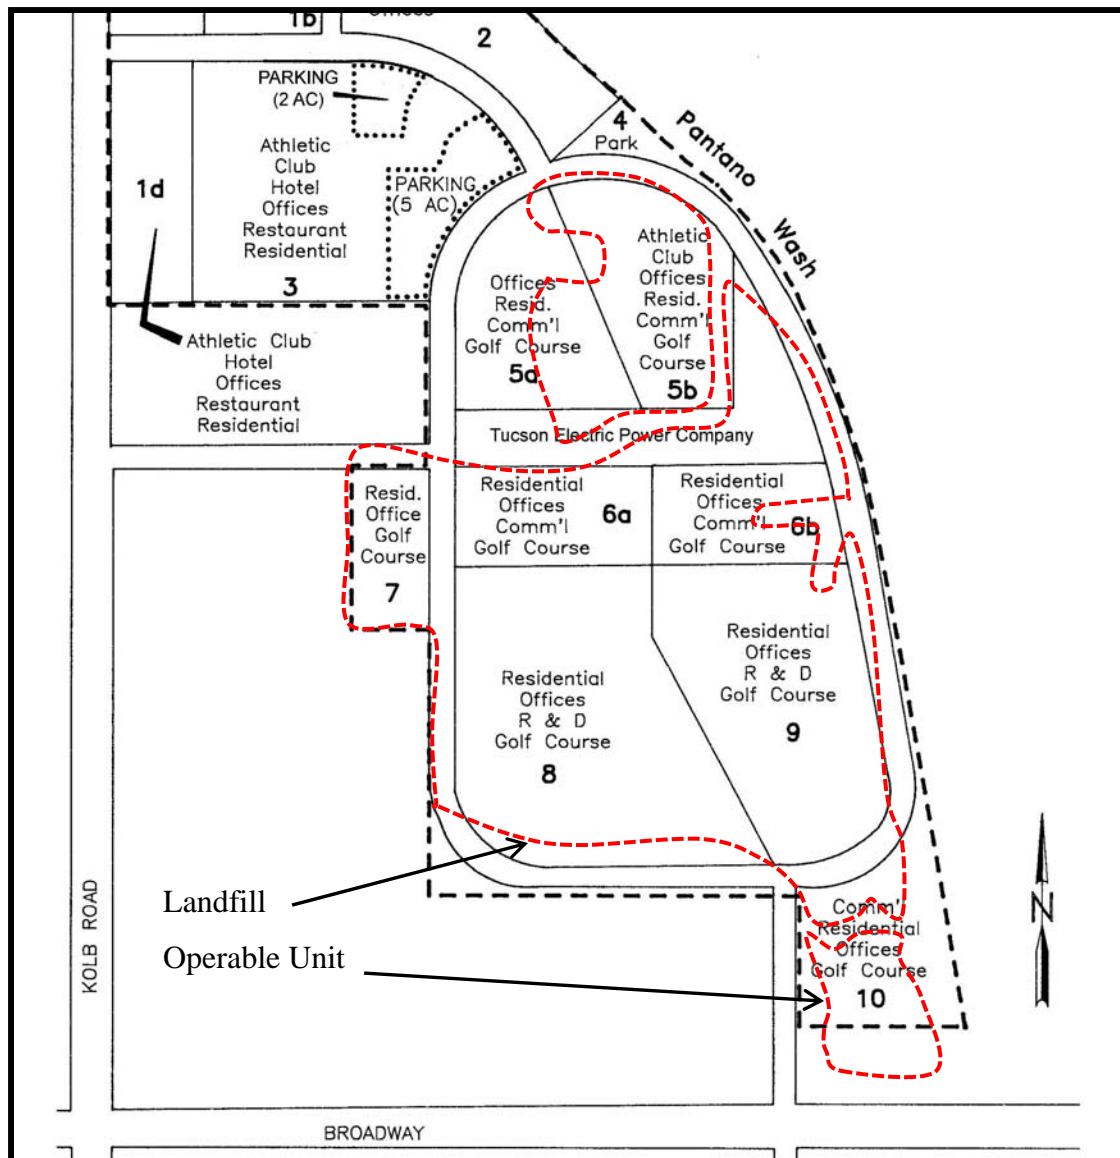 Offices
1b
2
PARKING
(2 AC)
4
Park
Pantano
Wash
Athletic
Club
Hotel
Offices
Restaurant
Residential
3
1d
PARKING
(5 AC)
Athletic
Club
Offices
Resid.
Comm'l
Golf
Course
5b
Offices
Resid.
Comm'l
Golf Course
5a
Athletic Club
Hotel
Offices
Restaurant
Residential
Tucson Electric Power Company
Resid.
Office
Golf
Course
7
Residential
Offices
Comm'l
Golf Course
6a
Residential
Offices
Comm'l
Golf Course
6b
Residential
Offices
R & D
Golf Course
8
Residential
Offices
R & D
Golf Course
9
Landfill
Operable Unit
Comm'
Residential
Offices
Golf Course
10
N
KOLB ROAD
BROADWAY